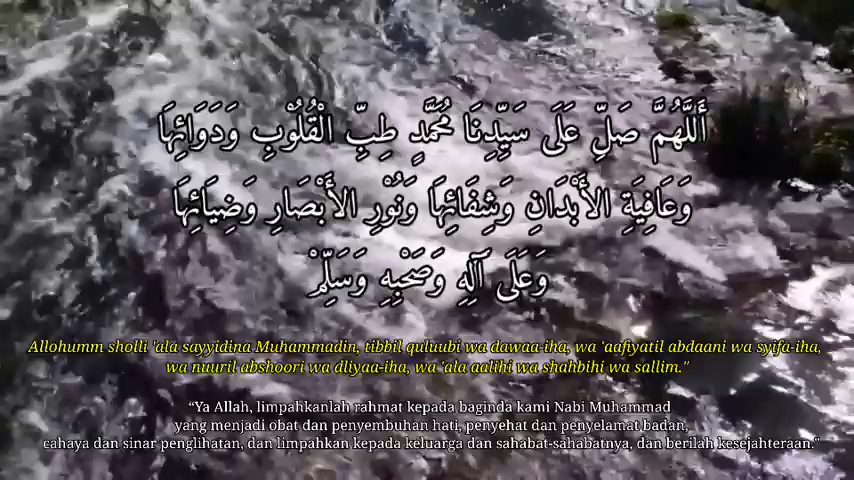 أَللَّهُمَّ صَلِّ عَلَى سَيِّدِنَا مُحَمَّدٍ طِبِّ الْقُلُوْبِ وَدَوَائِهَا
وَعَافِيَةِ الأَبْدَانِ وَشِفَائِهَا وَنُوْرِ الأَبْصَارِ وَضِيَائِهَا
وَعَلَى آلِهِ وَصَحْبِهِ وَسَلِّمْ
Allohumm sholli 'ala sayyidina Muhammadin, tibbil quluubi wa dawaa-iha, wa 'aafiyatil abdaani wa syifa-iha,
wa nuuril abshoori wa dliyaa-iha, wa 'ala aalihi wa shahbihi wa sallim."
“Ya Allah, limpahkanlah rahmat kepada baginda kami Nabi Muhammad
yang menjadi obat dan penyembuhan hati, penyehat dan penyelamat badan,
cahaya dan sinar penglihatan, dan limpahkan kepada keluarga dan sahabat-sahabatnya, dan berilah kesejahteraan."